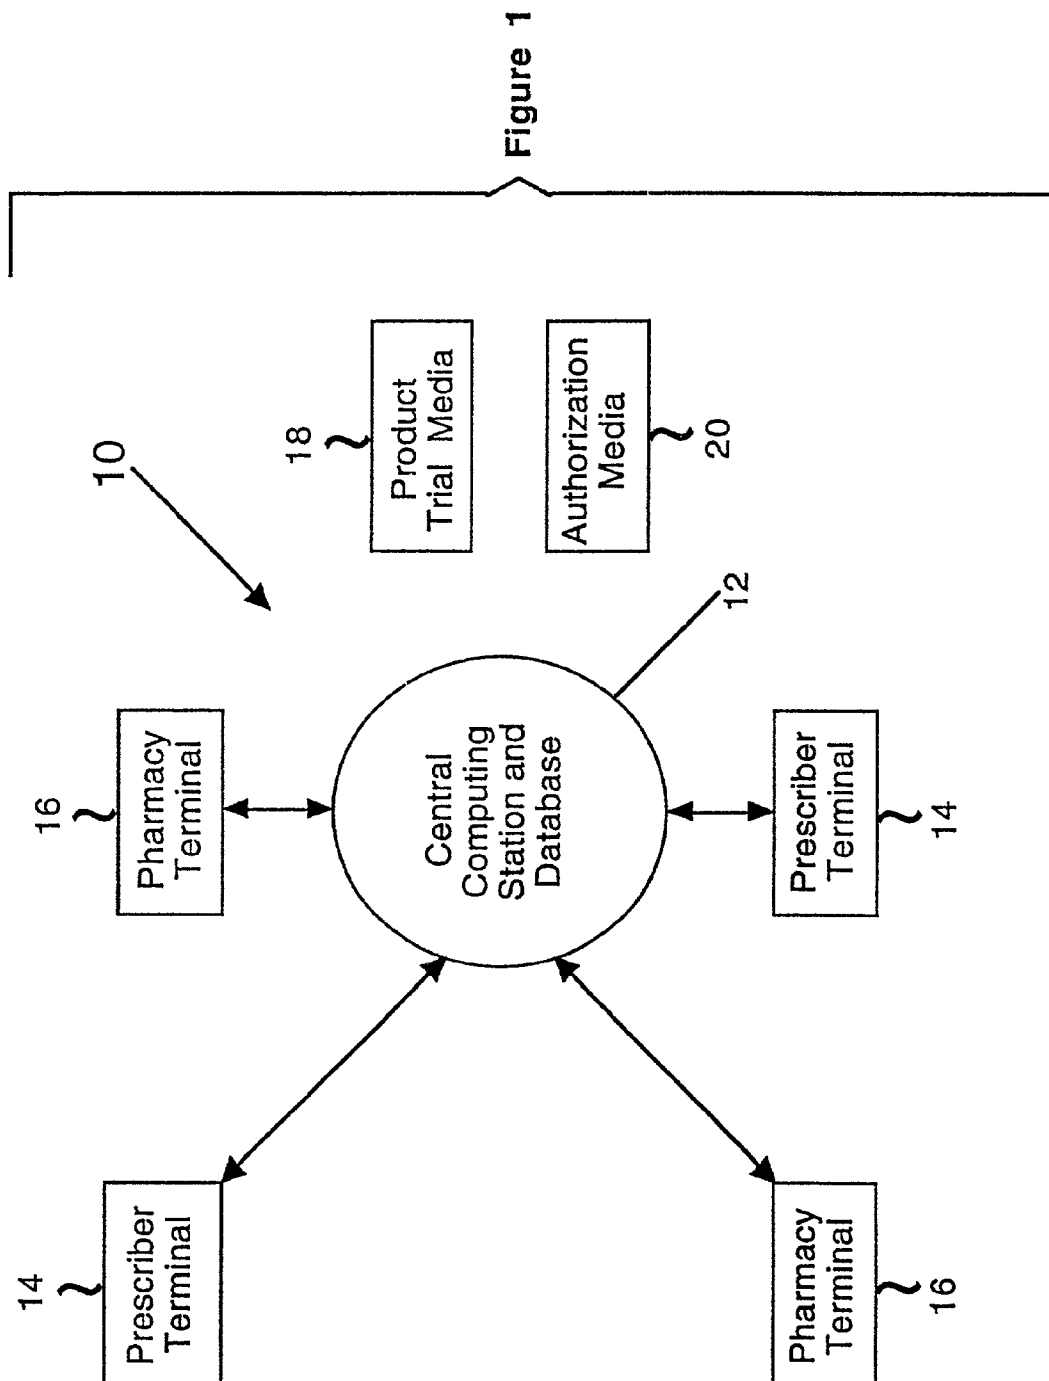 14
Prescriber
Terminal
16
Pharmacy
Terminal
10
18
Product
Trial Media
Central
Computing
Station and
Database
Authorization
Media
20
12
Pharmacy
Terminal
16
Prescriber
Terminal
14
Figure 1